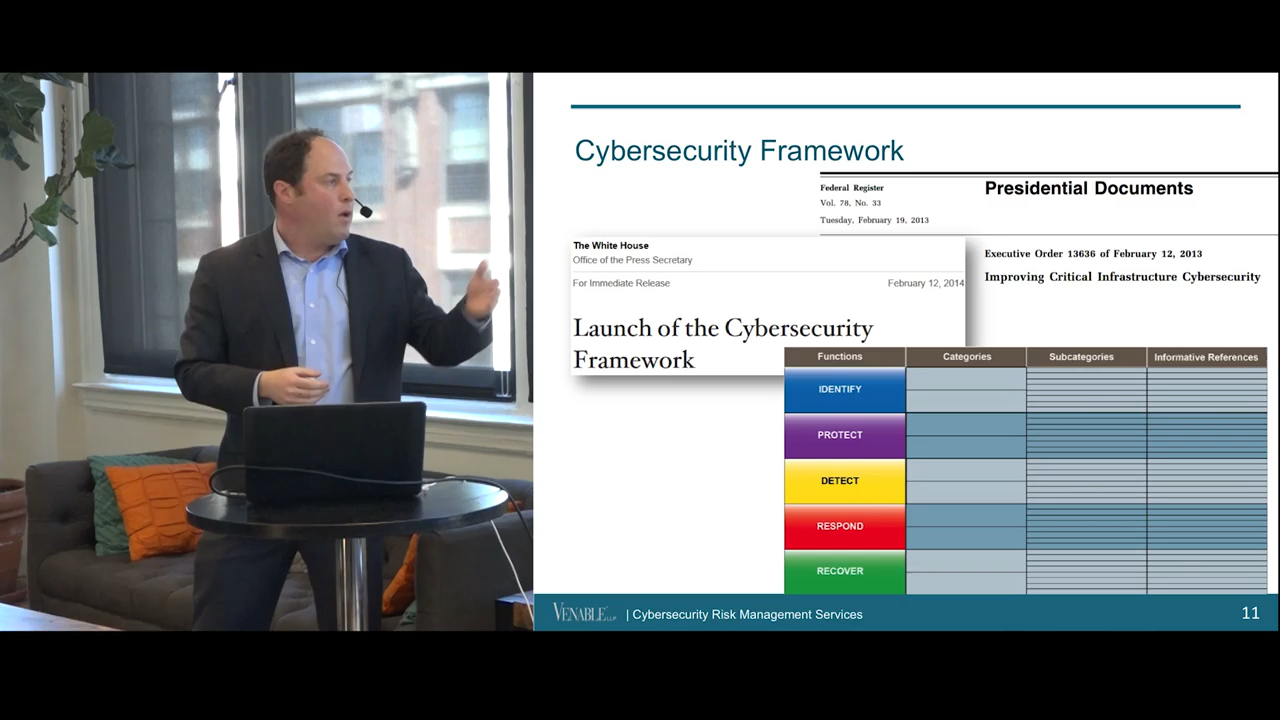 Cybersecurity Framework
Federal Register
Vol. 78, No. 33
Tuesday, February 19, 2013
Presidential Documents
Executive Order 13636 of February 12, 2013
Improving Critical Infrastructure Cybersecurity
The White House
Office of the Press Secretary
For Immediate Release February 12, 2014
Launch of the Cybersecurity
Framework
Functions Categories Subcategories Informative References
IDENTIFY
PROTECT
DETECT
RESPOND
RECOVER
VENABLE LLP | Cybersecurity Risk Management Services 11